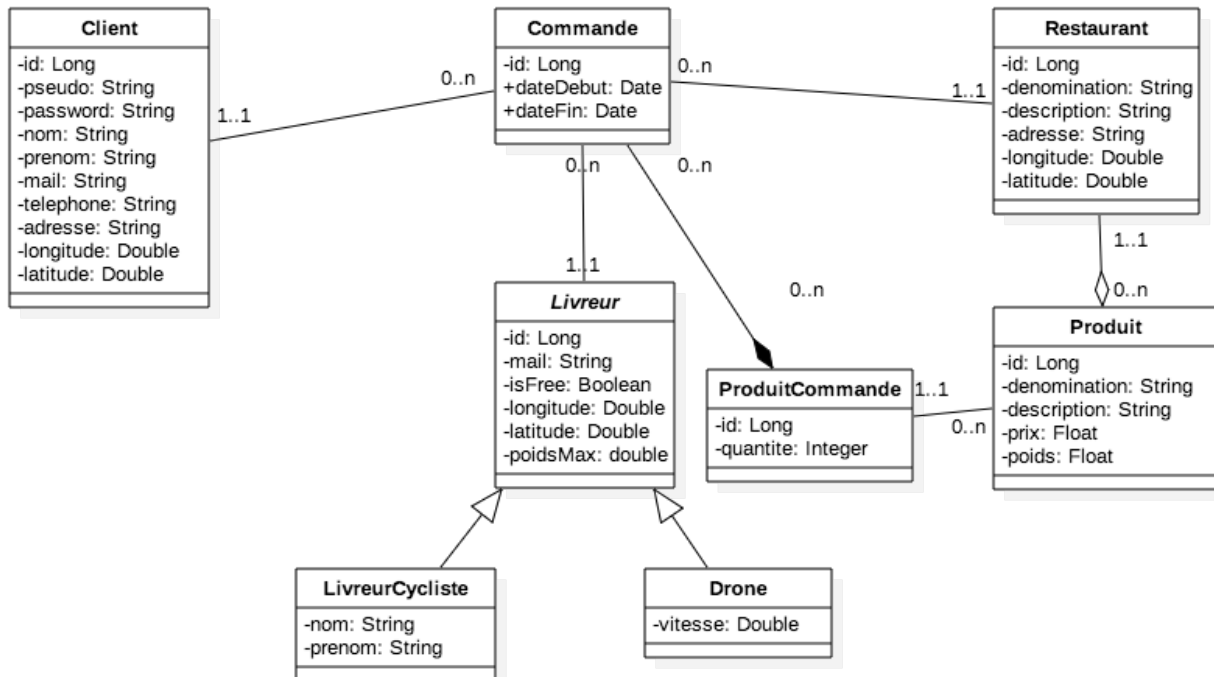 Client
-id: Long
-pseudo: String
-password: String
-nom: String
-prenom: String
-mail: String
-telephone: String
-adresse: String
-longitude: Double
-latitude: Double
1..1
0..n
Commande
-id: Long
+dateDebut: Date
+dateFin: Date
0..n
1..1
Restaurant
-id: Long
-denomination: String
-description: String
-adresse: String
-longitude: Double
-latitude: Double
0..n
1..1
0..n
0..n
1..1
0..n
Livreur
-id: Long
-mail: String
-isFree: Boolean
-longitude: Double
-latitude: Double
-poidsMax: double
ProduitCommande
-id: Long
-quantite: Integer
1..1
0..n
Produit
-id: Long
-denomination: String
-description: String
-prix: Float
-poids: Float
LivreurCycliste
-nom: String
-prenom: String
Drone
-vitesse: Double